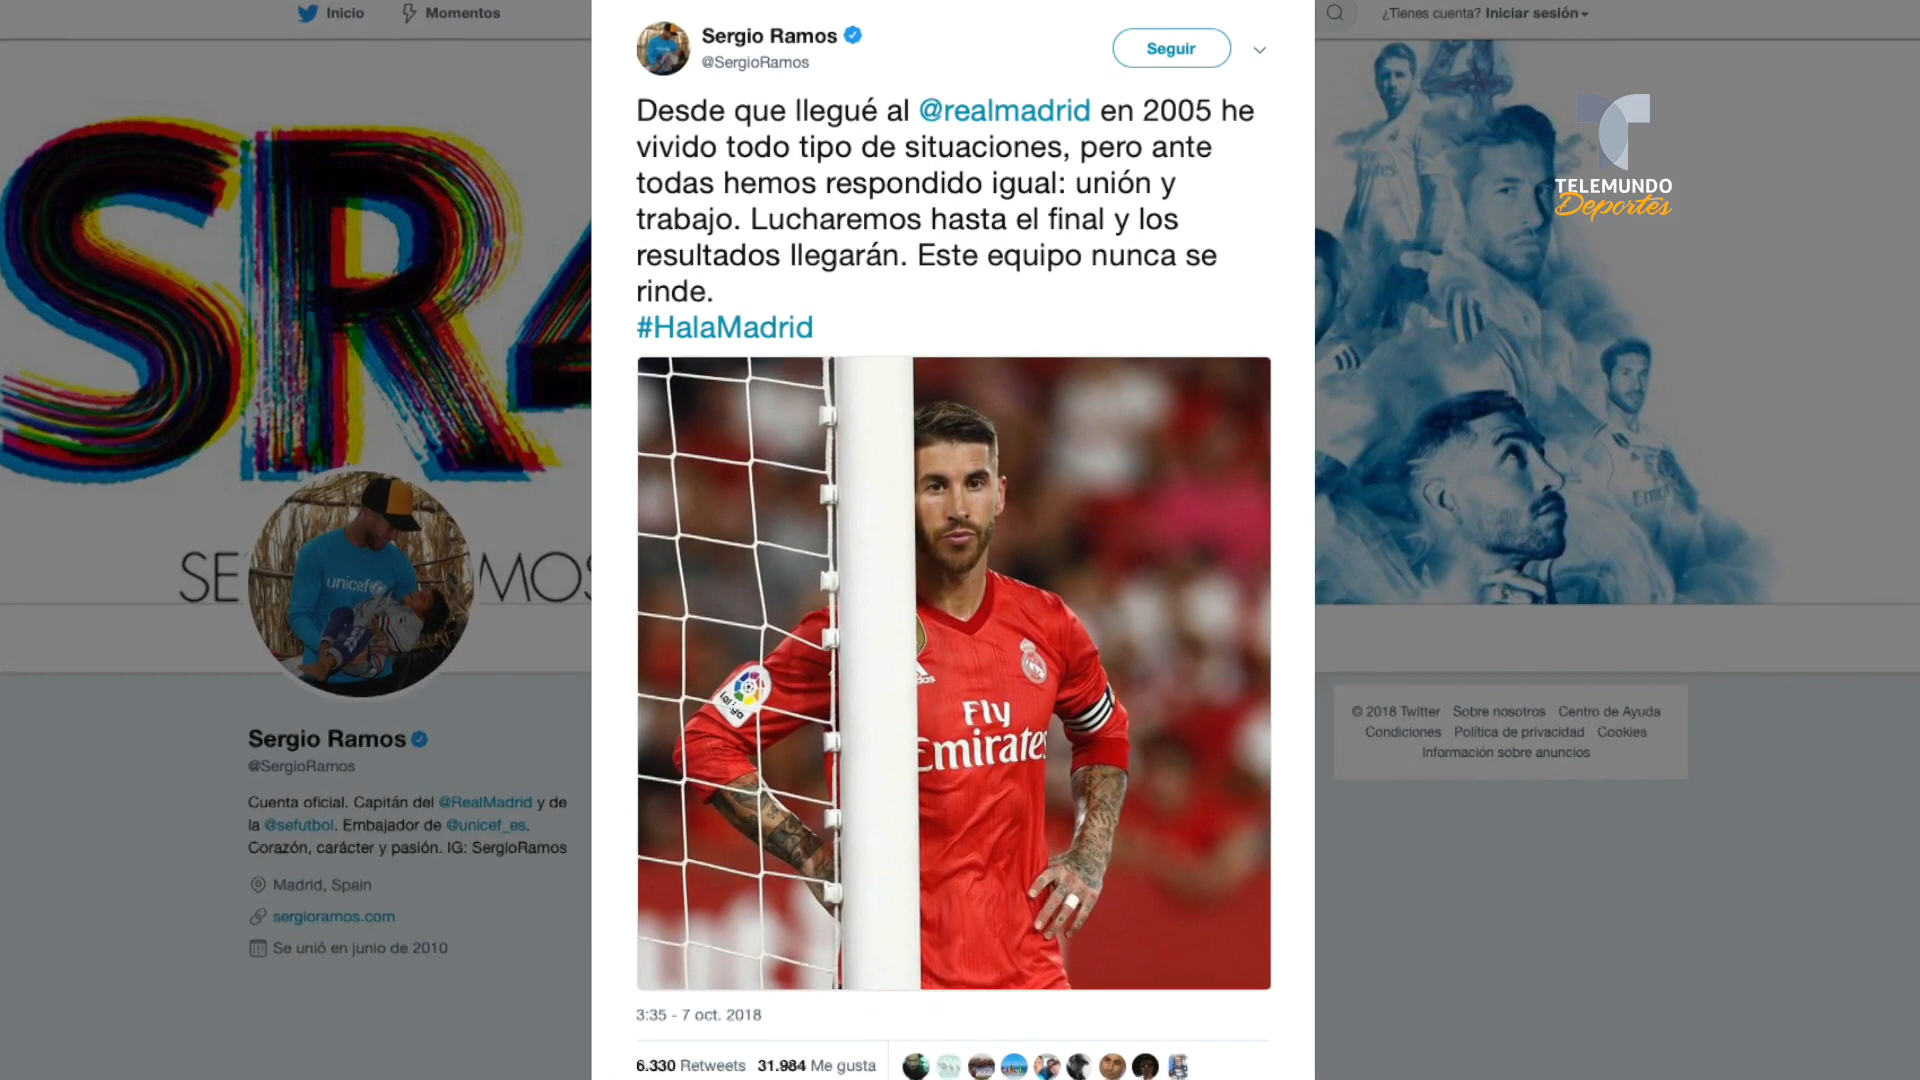 Inicio
Momentos
¿Tienes cuenta? Iniciar sesión
Sergio Ramos
@SergioRamos
Seguir
Desde que llegué al @realmadrid en 2005 he
vivido todo tipo de situaciones, pero ante
todas hemos respondido igual: unión y
trabajo. Lucharemos hasta el final y los
resultados llegarán. Este equipo nunca se
rinde.
#HalaMadrid
TELEMUNDO
Deportes
SR4
SE
MOS
unicef
LaLiga
adidas
Fly
Emirates
Sergio Ramos
@SergioRamos
Cuenta oficial. Capitán del @RealMadrid y de
la @sefutbol. Embajador de @unicef_es.
Corazón, carácter y pasión. IG: SergioRamos
Madrid, Spain
sergioramos.com
Se unió en junio de 2010
3:35 - 7 oct. 2018
6.330 Retweets 31.984 Me gusta
© 2018 Twitter Sobre nosotros Centro de Ayuda
Condiciones Política de privacidad Cookies
Información sobre anuncios